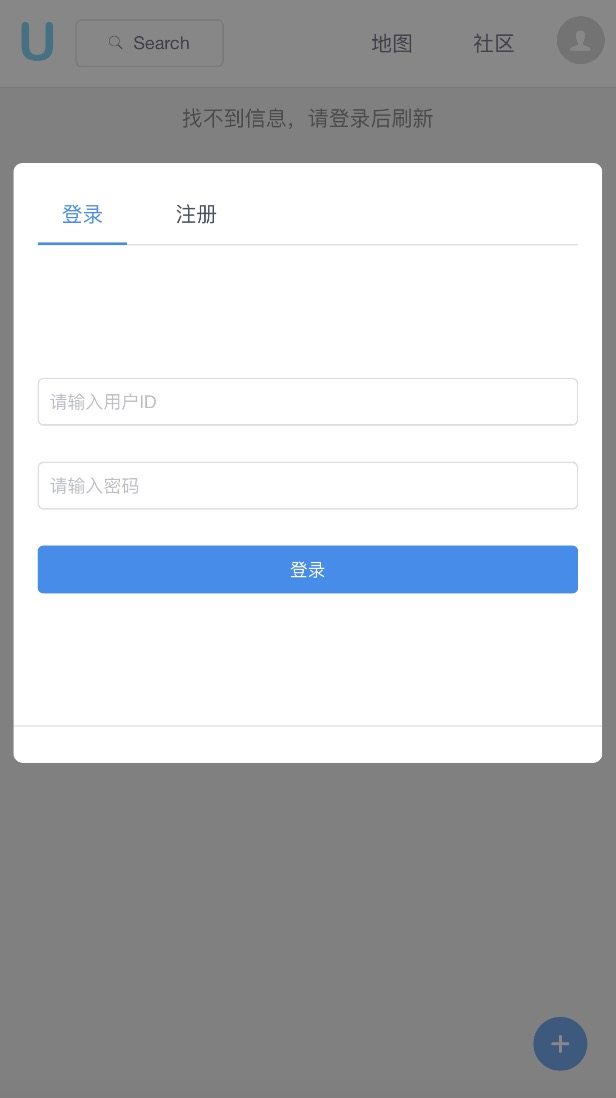 U Search 地图 社区
找不到信息，请登录后刷新
登录 注册
请输入用户ID
请输入密码
登录